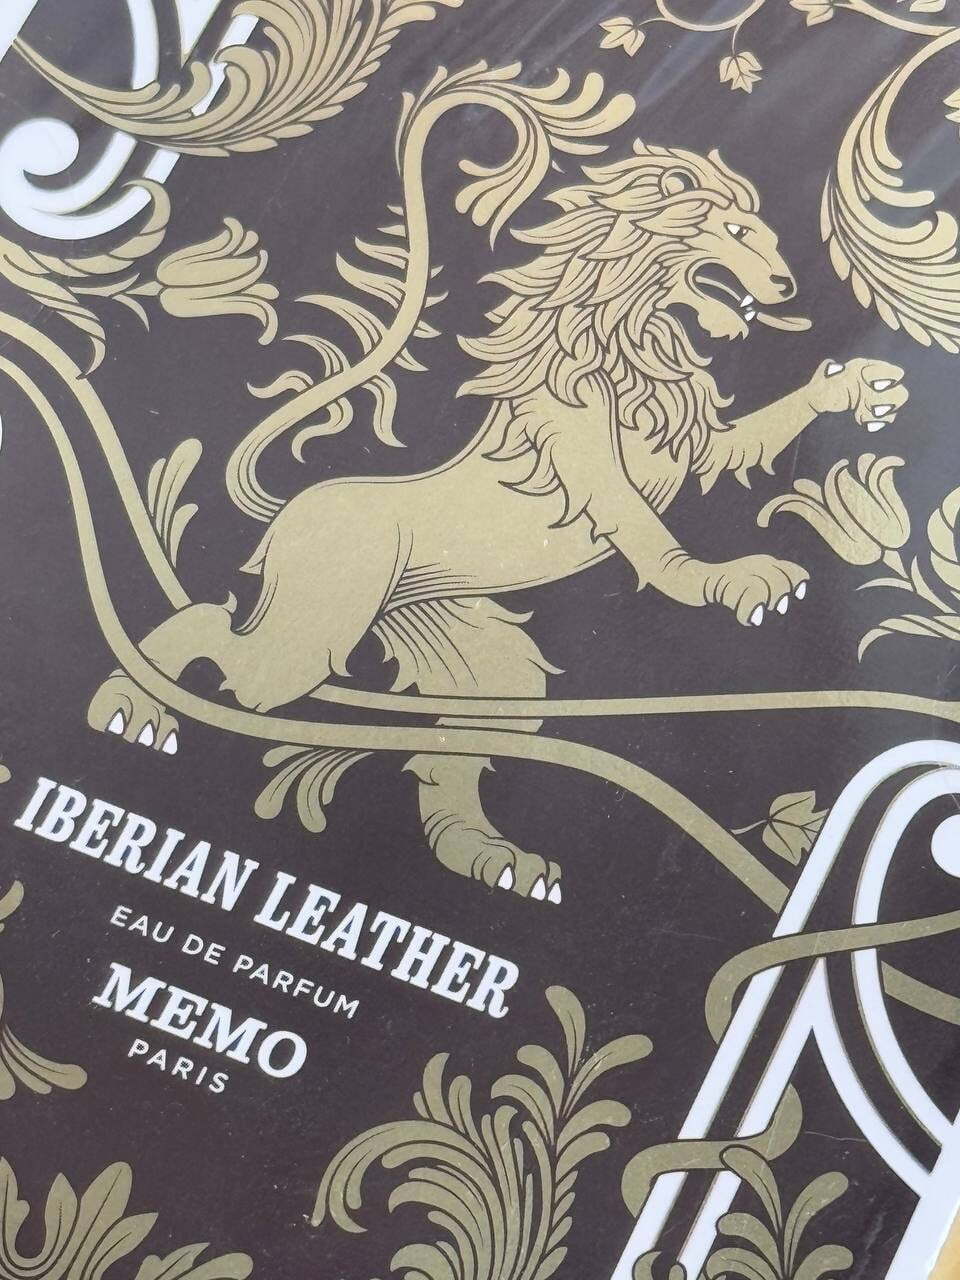 IBERIAN LEATHER
EAU DE PARFUM
MEMO
PARIS